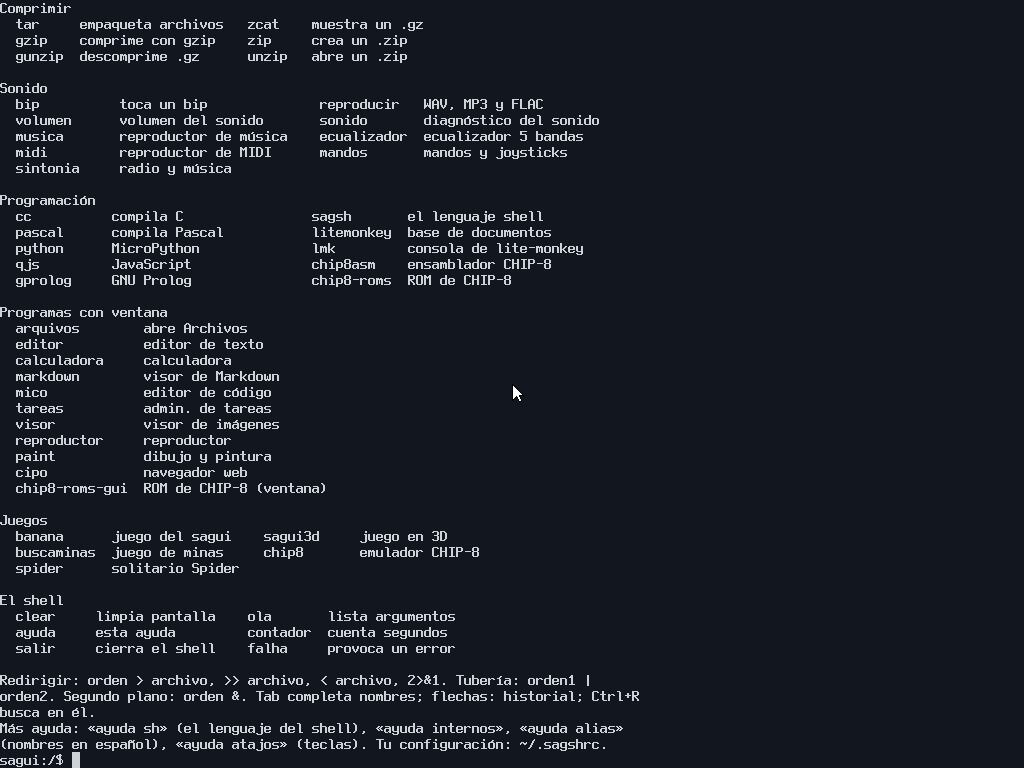 Comprimir
  tar     empaqueta archivos   zcat    muestra un .gz
  gzip    comprime con gzip    zip     crea un .zip
  gunzip  descomprime .gz      unzip   abre un .zip

Sonido
  bip          toca un bip              reproducir   WAV, MP3 y FLAC
  volumen      volumen del sonido       sonido       diagnóstico del sonido
  musica       reproductor de música    ecualizador  ecualizador 5 bandas
  midi         reproductor de MIDI      mandos       mandos y joysticks
  sintonia     radio y música

Programación
  cc          compila C                sagsh       el lenguaje shell
  pascal      compila Pascal           litemonkey  base de documentos
  python      MicroPython              lmk         consola de lite-monkey
  qjs         JavaScript               chip8asm    ensamblador CHIP-8
  gprolog     GNU Prolog               chip8-roms  ROM de CHIP-8

Programas con ventana
  arquivos        abre Archivos
  editor          editor de texto
  calculadora     calculadora
  markdown        visor de Markdown
  mico            editor de código
  tareas          admin. de tareas
  visor           visor de imágenes
  reproductor     reproductor
  paint           dibujo y pintura
  cipo            navegador web
  chip8-roms-gui  ROM de CHIP-8 (ventana)

Juegos
  banana      juego del sagui    sagui3d     juego en 3D
  buscaminas  juego de minas     chip8       emulador CHIP-8
  spider      solitario Spider

El shell
  clear     limpia pantalla    ola       lista argumentos
  ayuda     esta ayuda         contador  cuenta segundos
  salir     cierra el shell    falha     provoca un error

Redirigir: orden > archivo, >> archivo, < archivo, 2>&1. Tubería: orden1 |
orden2. Segundo plano: orden &. Tab completa nombres; flechas: historial; Ctrl+R
busca en él.
Más ayuda: «ayuda sh» (el lenguaje del shell), «ayuda internos», «ayuda alias»
(nombres en español), «ayuda atajos» (teclas). Tu configuración: ~/.sagshrc.
sagui:/$